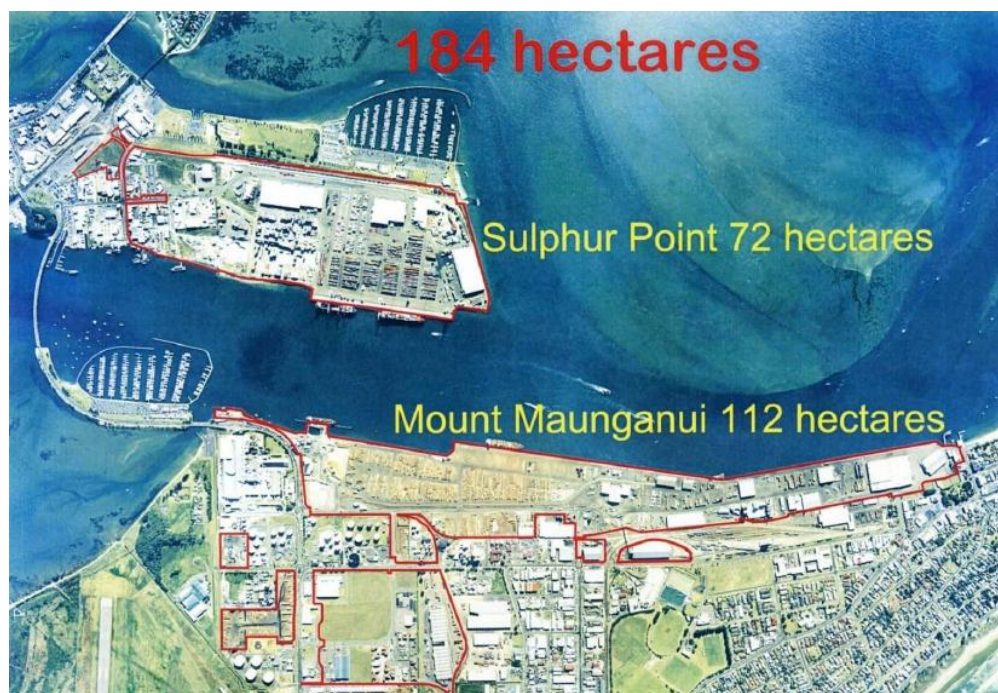 184 hectares
Sulphur Point 72 hectares
Mount Maunganui 112 hectares